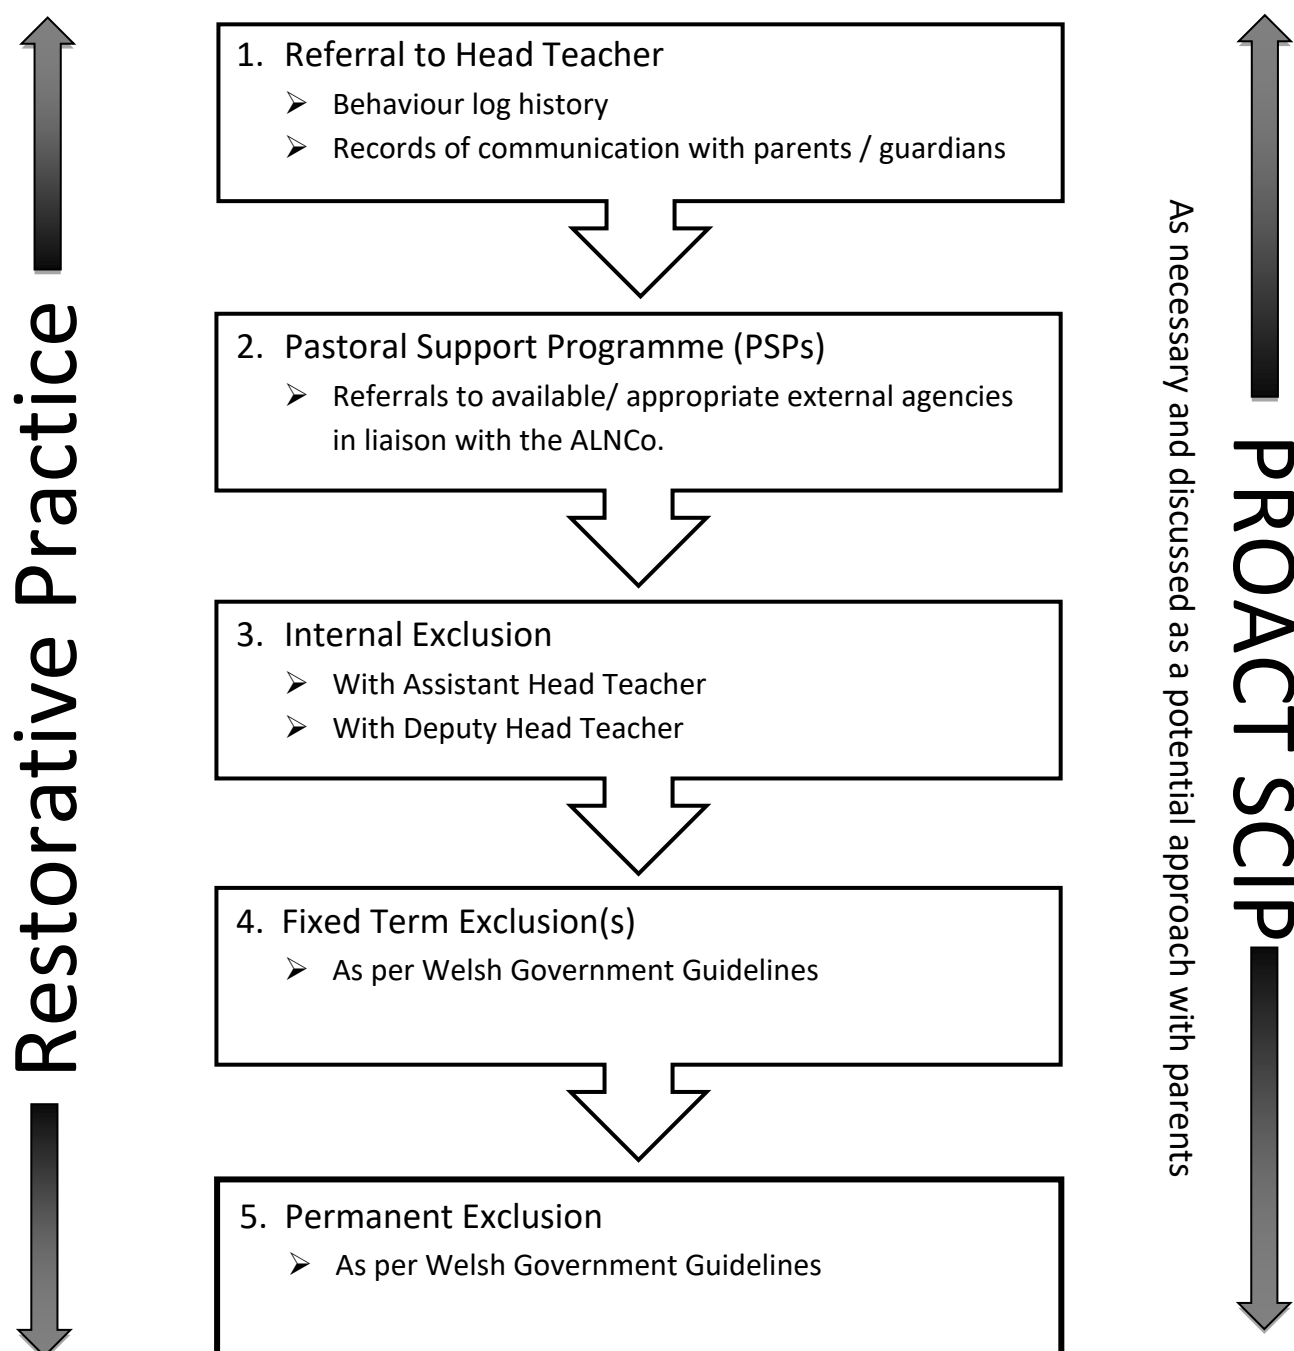 1. Referral to Head Teacher
➢ Behaviour log history
➢ Records of communication with parents / guardians
2. Pastoral Support Programme (PSPs)
➢ Referrals to available/ appropriate external agencies
in liaison with the ALNCo.
3. Internal Exclusion
➢ With Assistant Head Teacher
➢ With Deputy Head Teacher
4. Fixed Term Exclusion(s)
➢ As per Welsh Government Guidelines
5. Permanent Exclusion
➢ As per Welsh Government Guidelines
Restorative Practice
As necessary and discussed as a potential approach with parents
PROACT SCIP